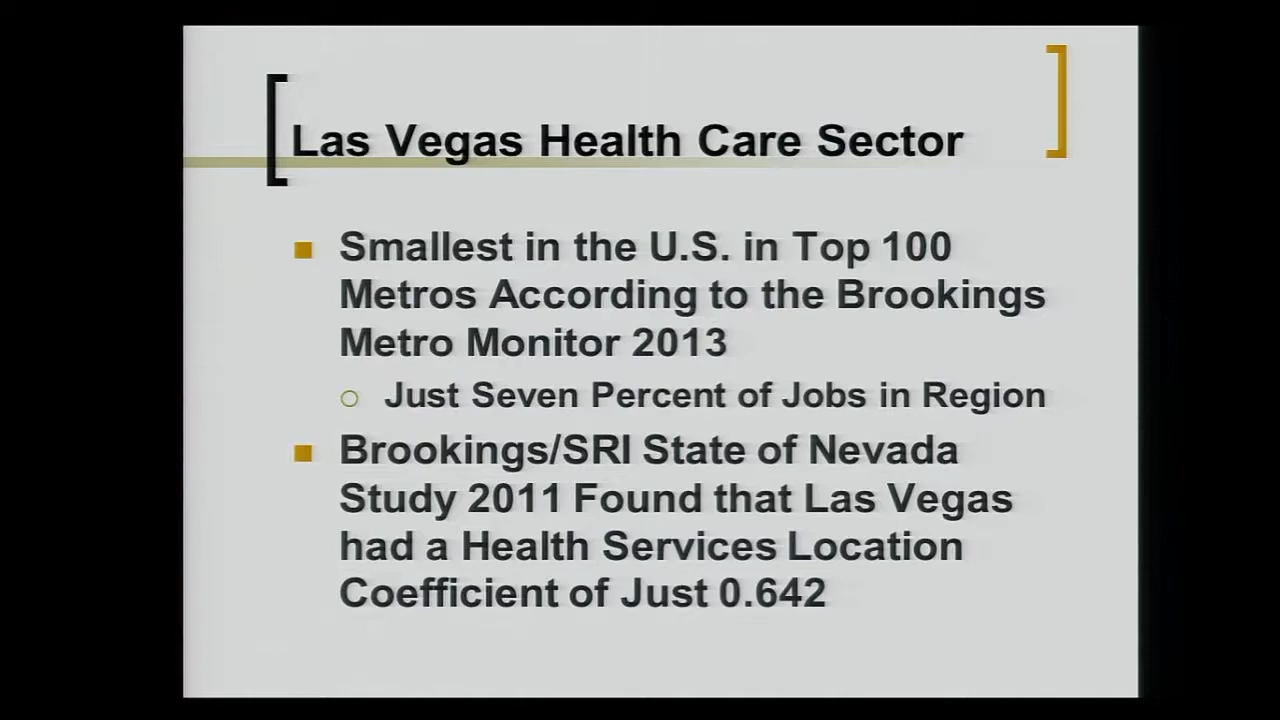 Las Vegas Health Care Sector
Smallest in the U.S. in Top 100
Metros According to the Brookings
Metro Monitor 2013
Just Seven Percent of Jobs in Region
Brookings/SRI State of Nevada
Study 2011 Found that Las Vegas
had a Health Services Location
Coefficient of Just 0.642